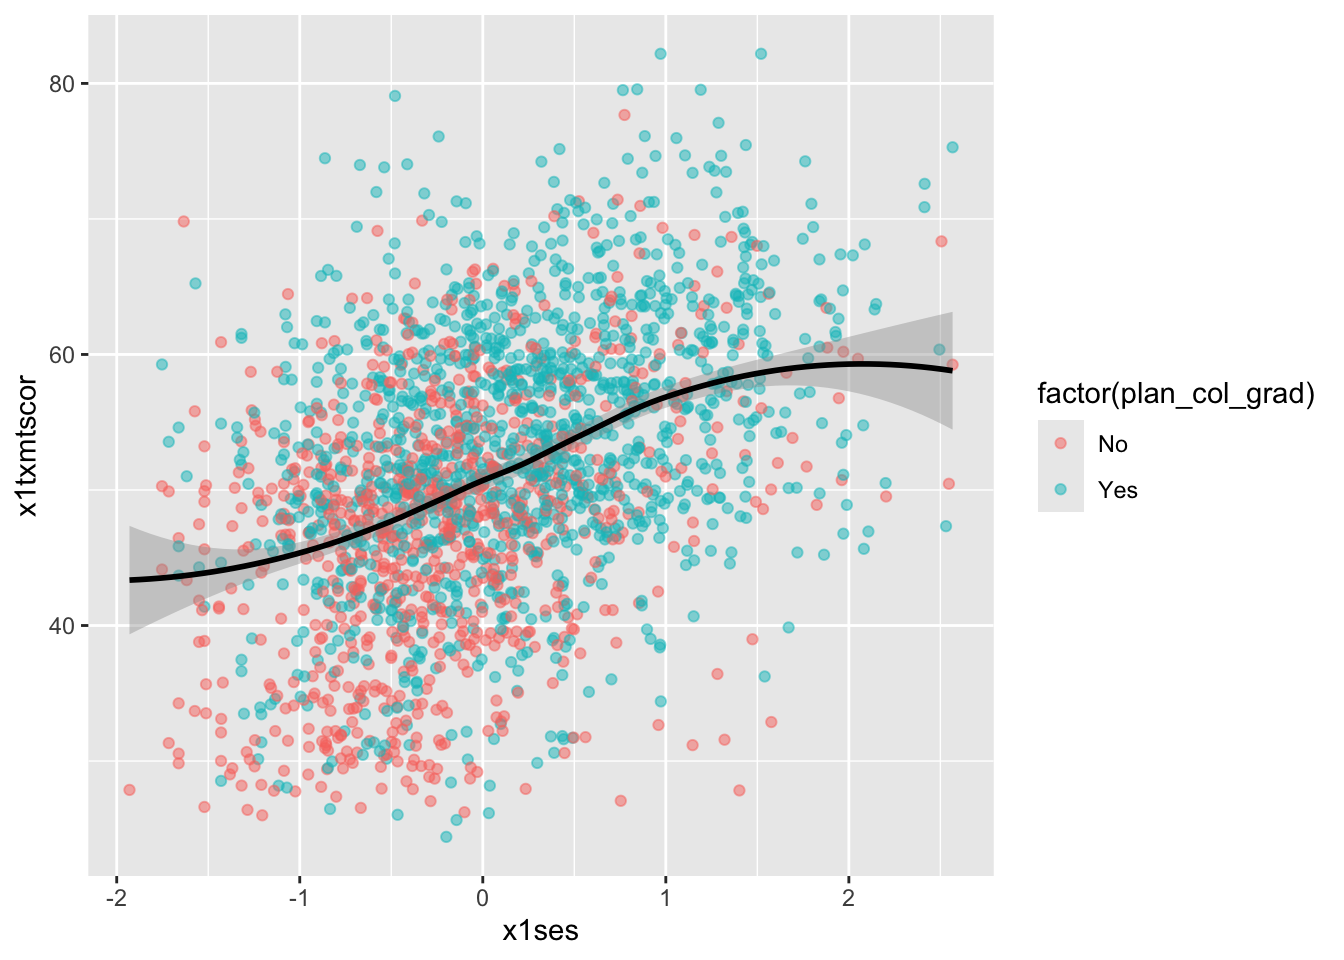 80
60
40
x1txmtscor
-2 -1 0 1 2
x1ses
factor(plan_col_grad)
No
Yes